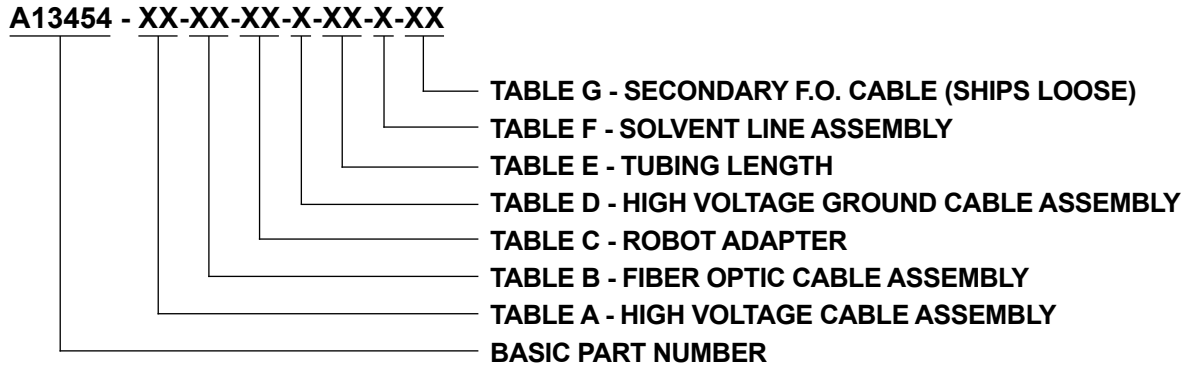 A13454 - XX-XX-XX-X-XX-X-XX
TABLE G - SECONDARY F.O. CABLE (SHIPS LOOSE)
TABLE F - SOLVENT LINE ASSEMBLY
TABLE E - TUBING LENGTH
TABLE D - HIGH VOLTAGE GROUND CABLE ASSEMBLY
TABLE C - ROBOT ADAPTER
TABLE B - FIBER OPTIC CABLE ASSEMBLY
TABLE A - HIGH VOLTAGE CABLE ASSEMBLY
BASIC PART NUMBER